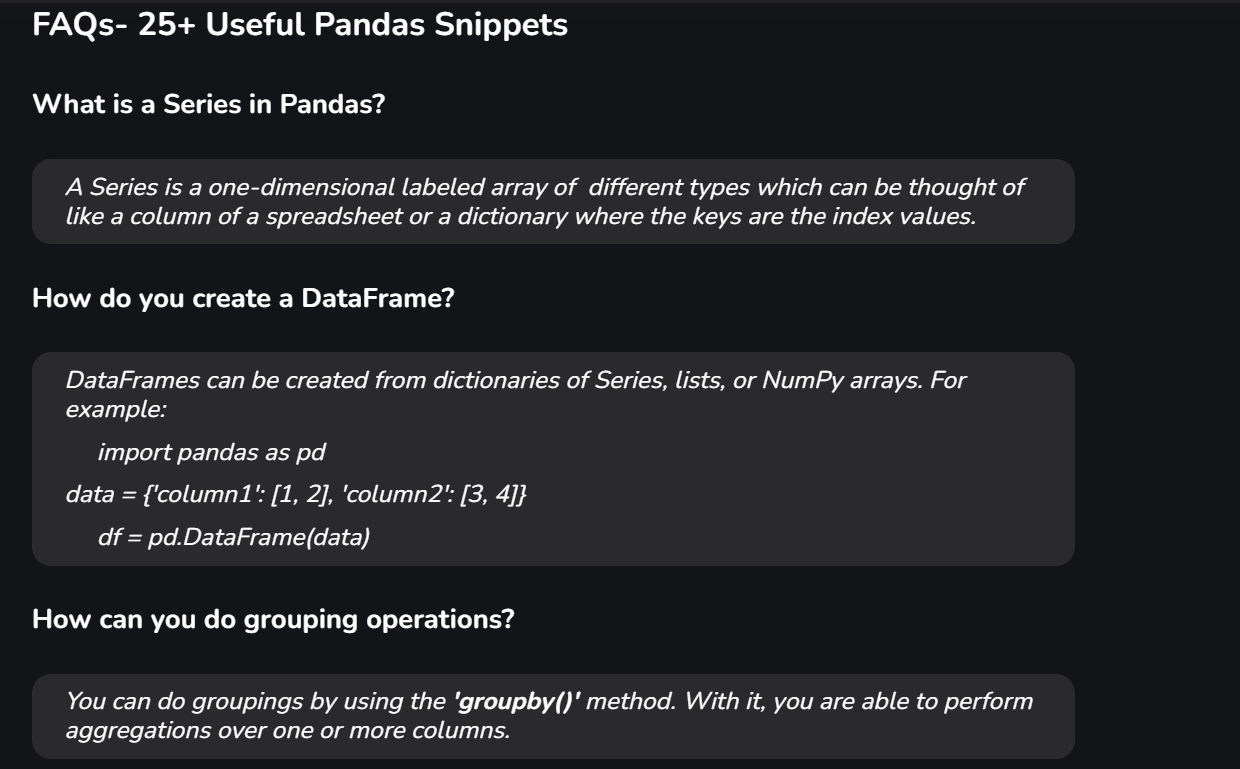 FAQs- 25+ Useful Pandas Snippets
What is a Series in Pandas?
A Series is a one-dimensional labeled array of  different types which can be thought of
like a column of a spreadsheet or a dictionary where the keys are the index values.
How do you create a DataFrame?
DataFrames can be created from dictionaries of Series, lists, or NumPy arrays. For
example:
import pandas as pd
data = {'column1': [1, 2], 'column2': [3, 4]}
df = pd.DataFrame(data)
How can you do grouping operations?
You can do groupings by using the 'groupby()' method. With it, you are able to perform
aggregations over one or more columns.